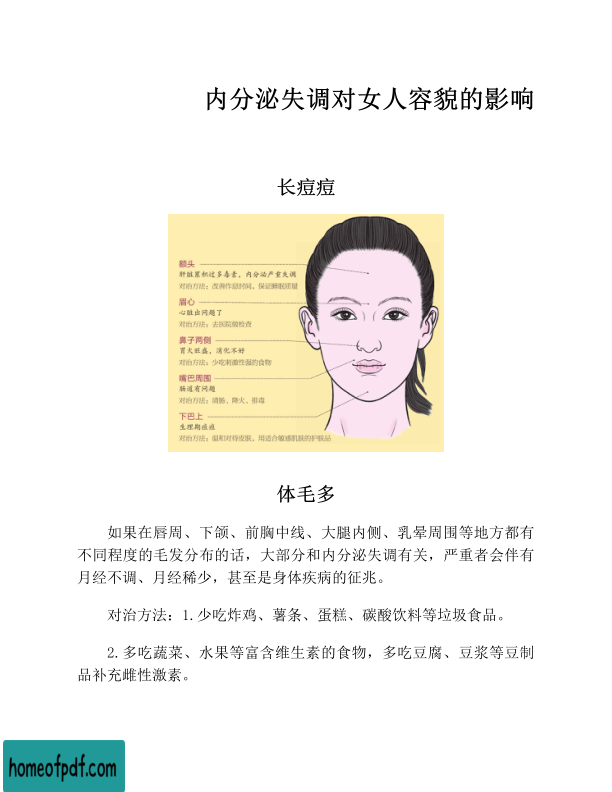 内分泌失调对女人容貌的影响
长痘痘
额头
肝脏累积过多毒素，内分泌严重失调
对治方法：改善作息时间，保证睡眠质量
眉心
心脏出问题了
对治方法：去医院做检查
鼻子两侧
胃火旺盛，消化不好
对治方法：少吃刺激性强的食物
嘴巴周围
肠道有问题
对治方法：清肠、降火、排毒
下巴上
生理期痘痘
对治方法：温和对待皮肤，用适合敏感肌肤的护肤品
体毛多
如果在唇周、下颌、前胸中线、大腿内侧、乳晕周围等地方都有
不同程度的毛发分布的话，大部分和内分泌失调有关，严重者会伴有
月经不调、月经稀少，甚至是身体疾病的征兆。
对治方法：1.少吃炸鸡、薯条、蛋糕、碳酸饮料等垃圾食品。
2.多吃蔬菜、水果等富含维生素的食物，多吃豆腐、豆浆等豆制
品补充雌性激素。
homeofpdf.com